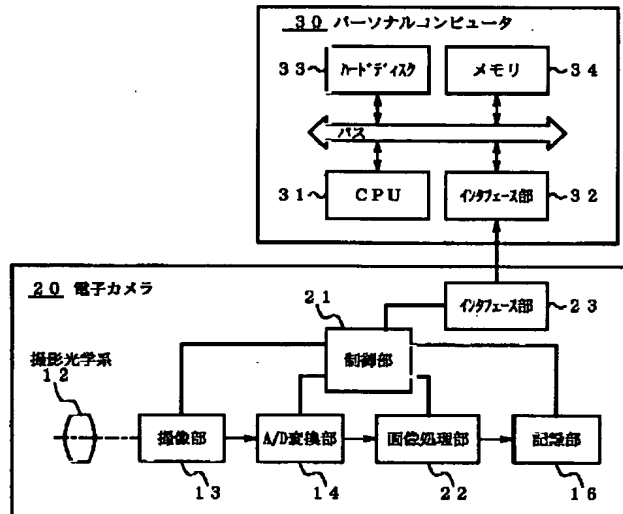 30 パーソナルコンピュータ
33 ハードディスク メモリ 34
バス
31 CPU インタフェース部 32
20 電子カメラ
21 インタフェース部 23
制御部
撮影光学系
12
撮像部 A/D変換部 画像処理部 記録部
13 14 22 16